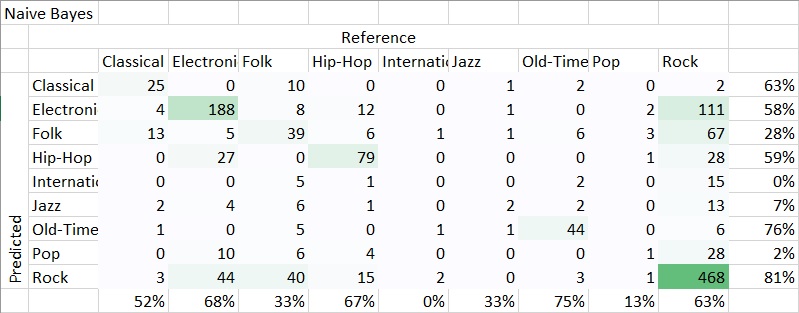 Naive Bayes
Reference
Classical Electroni Folk Hip-Hop Internatic Jazz Old-Time Pop Rock
Predicted
Classical 25 0 10 0 0 1 2 0 2 63%
Electroni 4 188 8 12 0 1 0 2 111 58%
Folk 13 5 39 6 1 1 6 3 67 28%
Hip-Hop 0 27 0 79 0 0 0 1 28 59%
Internatic 0 0 5 1 0 0 2 0 15 0%
Jazz 2 4 6 1 0 2 2 0 13 7%
Old-Time 1 0 5 0 1 1 44 0 6 76%
Pop 0 10 6 4 0 0 0 1 28 2%
Rock 3 44 40 15 2 0 3 1 468 81%
52% 68% 33% 67% 0% 33% 75% 13% 63%